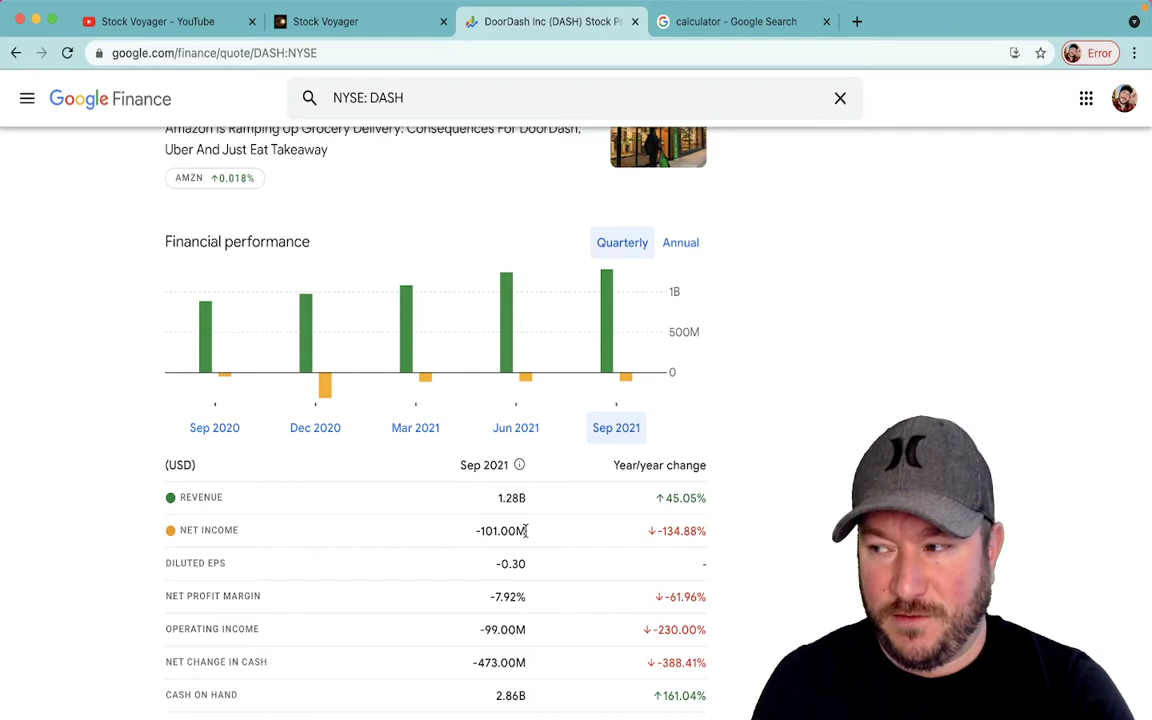 Stock Voyager - YouTube
Stock Voyager
DoorDash Inc (DASH) Stock Pr
calculator - Google Search
google.com/finance/quote/DASH:NYSE
Error
Google Finance
NYSE: DASH
Amazon Is Ramping Up Grocery Delivery: Consequences For DoorDash,
Uber And Just Eat Takeaway
AMZN ↑0.018%
Financial performance
Quarterly
Annual
1B
500M
0
Sep 2020
Dec 2020
Mar 2021
Jun 2021
Sep 2021
(USD) Sep 2021 Year/year change
REVENUE 1.28B ↑45.05%
NET INCOME -101.00M ↓-134.88%
DILUTED EPS -0.30 -
NET PROFIT MARGIN -7.92% ↓-61.96%
OPERATING INCOME -99.00M ↓-230.00%
NET CHANGE IN CASH -473.00M ↓-388.41%
CASH ON HAND 2.86B ↑161.04%